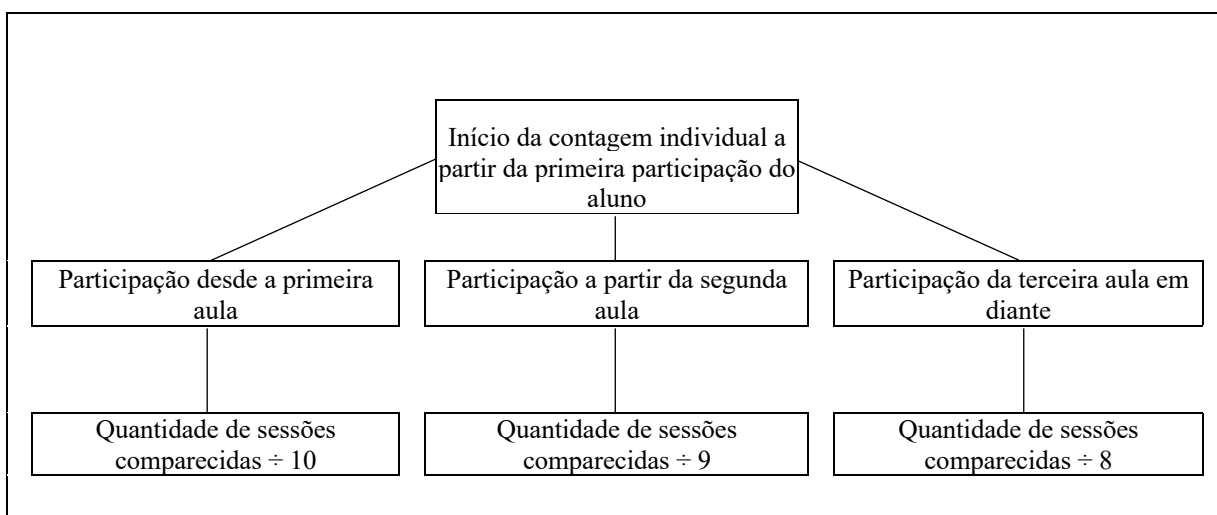 Início da contagem individual a
partir da primeira participação do
aluno
Participação desde a primeira
aula
Participação a partir da segunda
aula
Participação da terceira aula em
diante
Quantidade de sessões
comparecidas ÷ 10
Quantidade de sessões
comparecidas ÷ 9
Quantidade de sessões
comparecidas ÷ 8